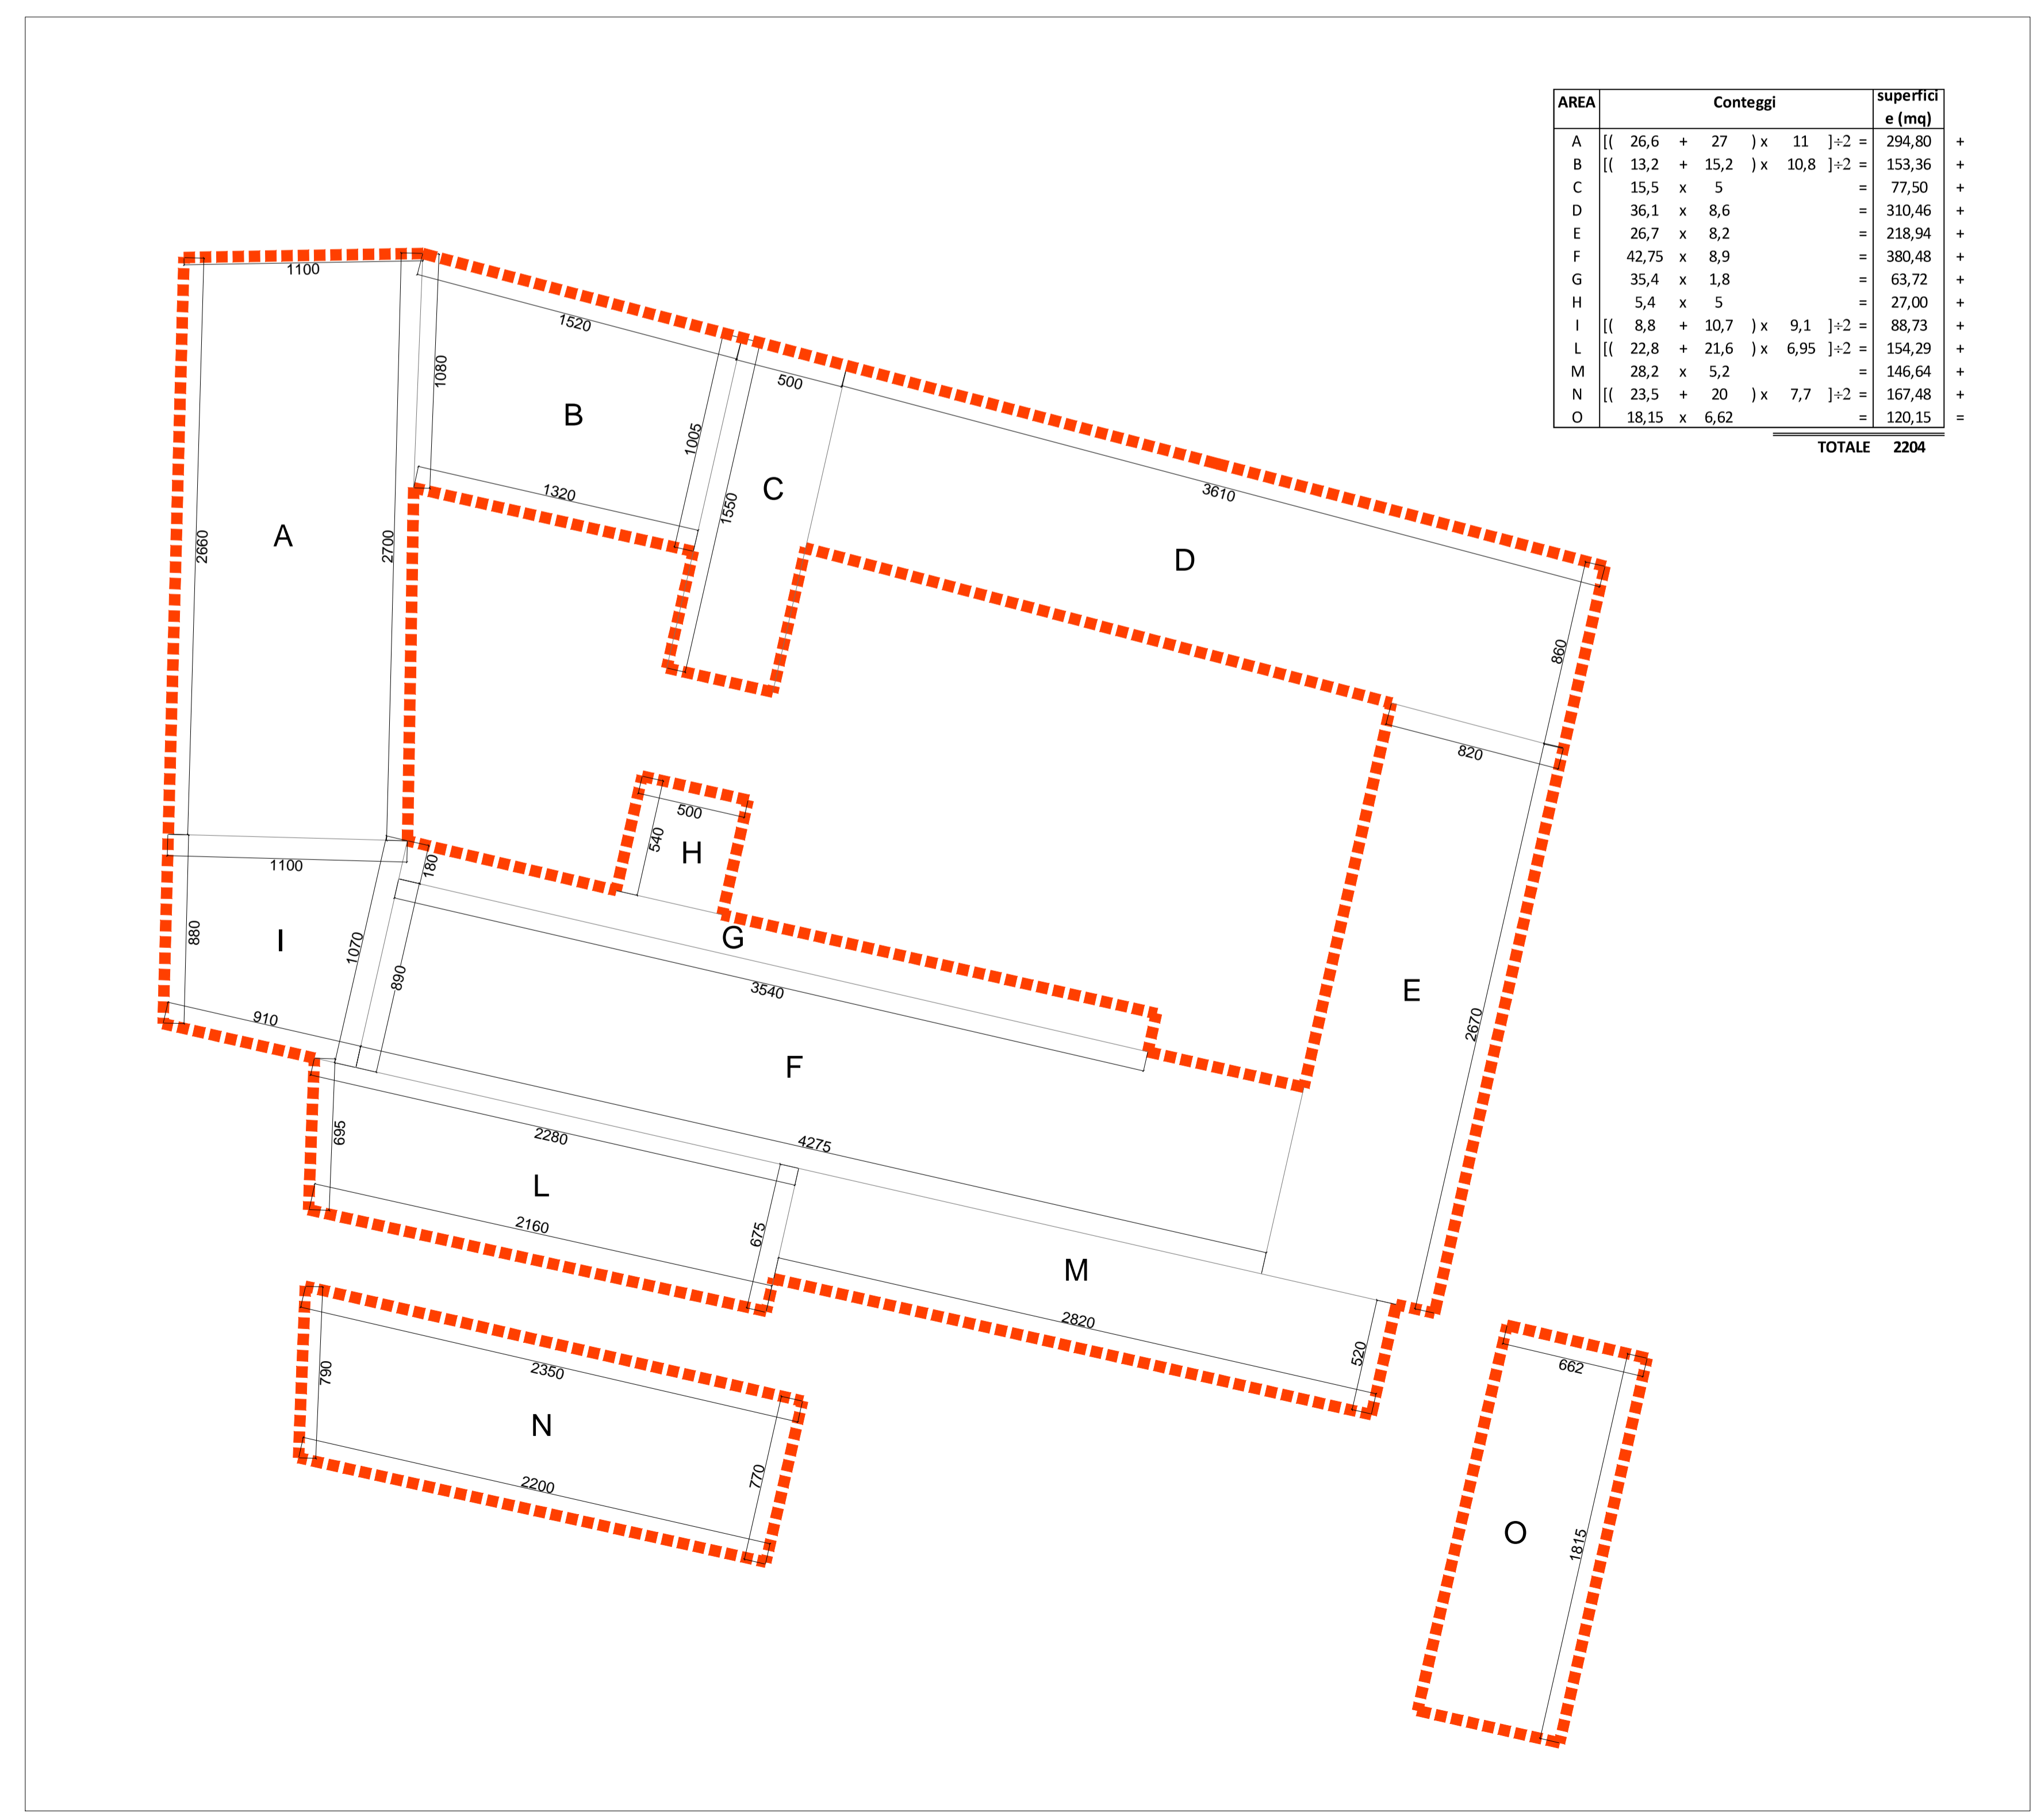 AREA Conteggi superfici
e (mq)
A [( 26,6 + 27 ) x 11 ]÷2 = 294,80 +
B [( 13,2 + 15,2 ) x 10,8 ]÷2 = 153,36 +
C 15,5 x 5 = 77,50 +
D 36,1 x 8,6 = 310,46 +
E 26,7 x 8,2 = 218,94 +
F 42,75 x 8,9 = 380,48 +
G 35,4 x 1,8 = 63,72 +
H 5,4 x 5 = 27,00 +
I [( 8,8 + 10,7 ) x 9,1 ]÷2 = 88,73 +
L [( 22,8 + 21,6 ) x 6,95 ]÷2 = 154,29 +
M 28,2 x 5,2 = 146,64 +
N [( 23,5 + 20 ) x 7,7 ]÷2 = 167,48 +
O 18,15 x 6,62 = 120,15 =
TOTALE 2204
1100
1520
1080
500
B
1005
1320
C
1550
3610
A
2660
2700
D
860
820
500
540
H
1100
180
880
I
1070
G
890
3540
E
910
2670
F
695
2280
4275
L
2160
675
M
2820
520
790
2350
662
N
770
2200
O
1815